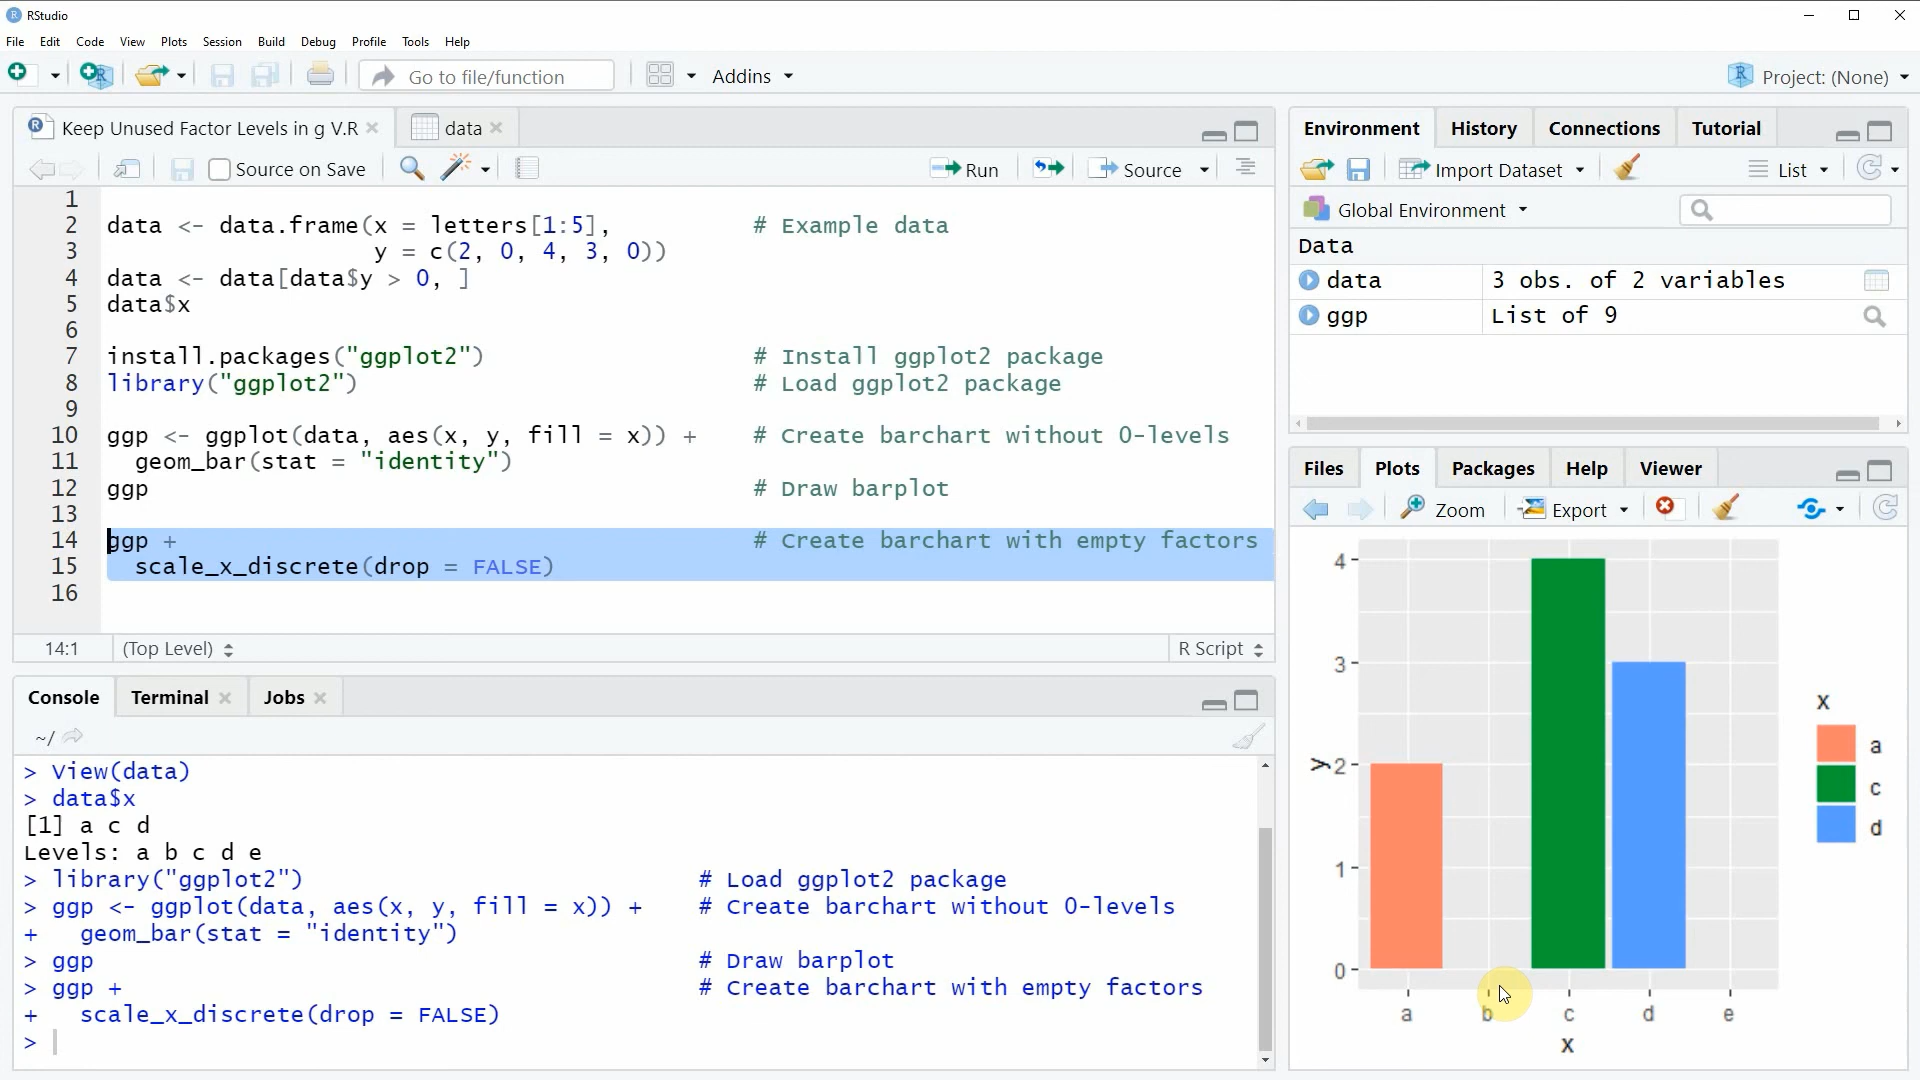 RStudio
File Edit Code View Plots Session Build Debug Profile Tools Help
Go to file/function Addins Project: (None)
Keep Unused Factor Levels in g V.R data
Source on Save Run Source
1
2 data <- data.frame(x = letters[1:5], # Example data
3 y = c(2, 0, 4, 3, 0))
4 data <- data[data$y > 0, ]
5 data$x
6
7 install.packages("ggplot2") # Install ggplot2 package
8 library("ggplot2") # Load ggplot2 package
9
10 ggp <- ggplot(data, aes(x, y, fill = x)) + # Create barchart without 0-levels
11 geom_bar(stat = "identity")
12 ggp # Draw barplot
13
14 ggp + # Create barchart with empty factors
15 scale_x_discrete(drop = FALSE)
16
14:1 (Top Level) R Script
Console Terminal Jobs
~/
> View(data)
> data$x
[1] a c d
Levels: a b c d e
> library("ggplot2") # Load ggplot2 package
> ggp <- ggplot(data, aes(x, y, fill = x)) + # Create barchart without 0-levels
+ geom_bar(stat = "identity")
> ggp # Draw barplot
> ggp + # Create barchart with empty factors
+ scale_x_discrete(drop = FALSE)
>
Environment History Connections Tutorial
Import Dataset List
Global Environment
Data
data 3 obs. of 2 variables
ggp List of 9
Files Plots Packages Help Viewer
Zoom Export
4
3
2
1
0
y
a b c d e
x
x
a
c
d